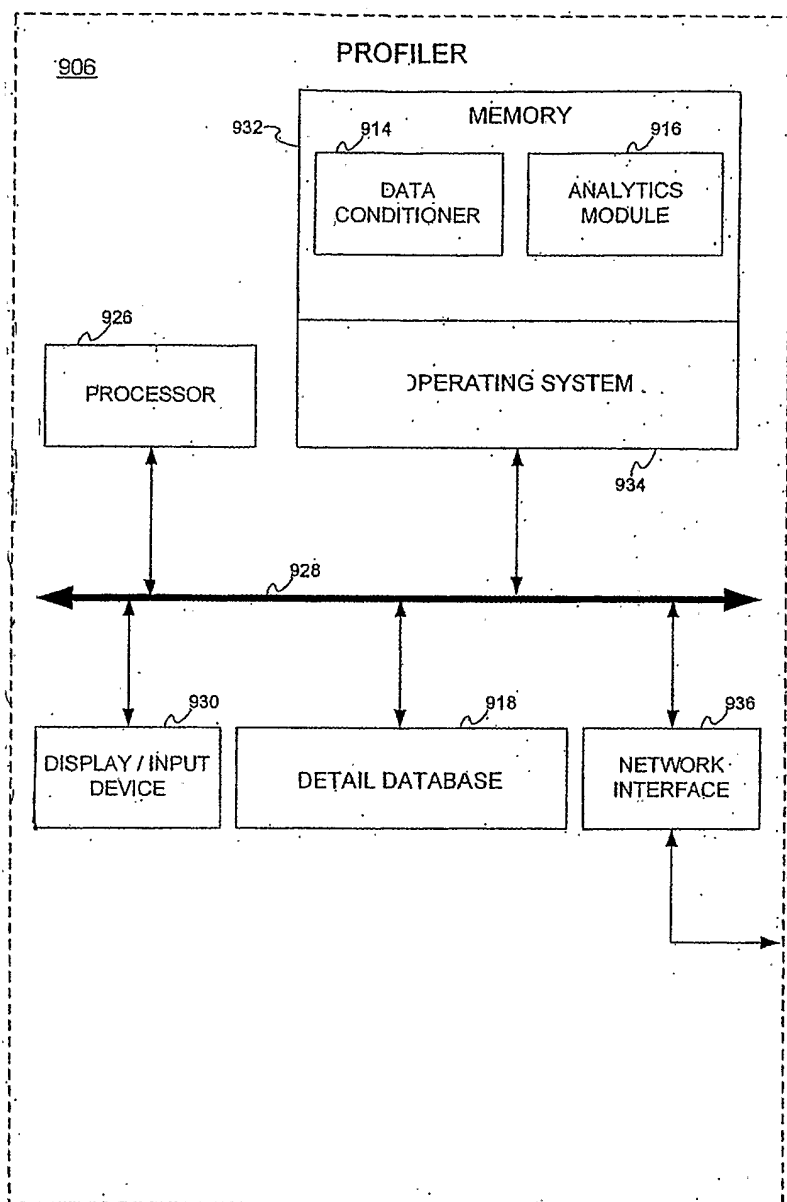 PROFILER
906
MEMORY
932
914
916
DATA
CONDITIONER
ANALYTICS
MODULE
926
PROCESSOR
OPERATING SYSTEM
934
928
930
918
936
DISPLAY / INPUT
DEVICE
DETAIL DATABASE
NETWORK
INTERFACE